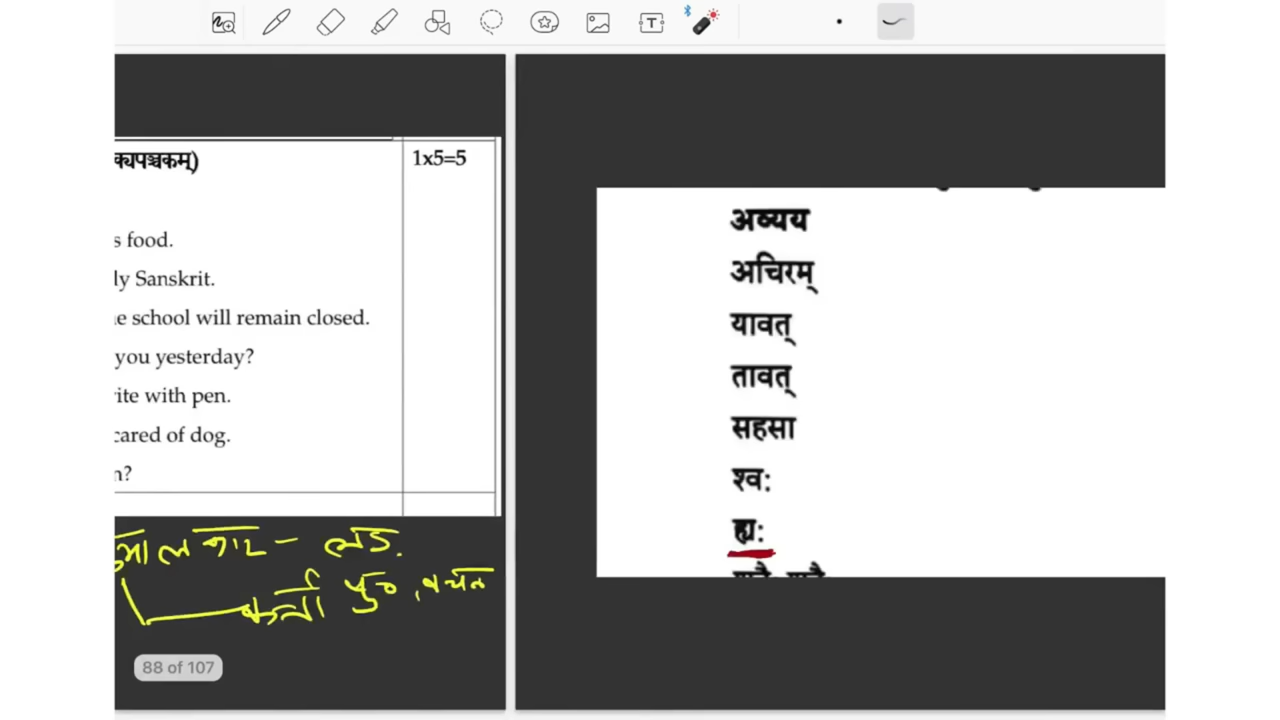 क्यपञ्चकम्)
1x5=5
s food.
ly Sanskrit.
e school will remain closed.
you yesterday?
rite with pen.
cared of dog.
n?
88 of 107
अव्यय
अचिरम्
यावत्
तावत्
सहसा
श्व:
ह्य: